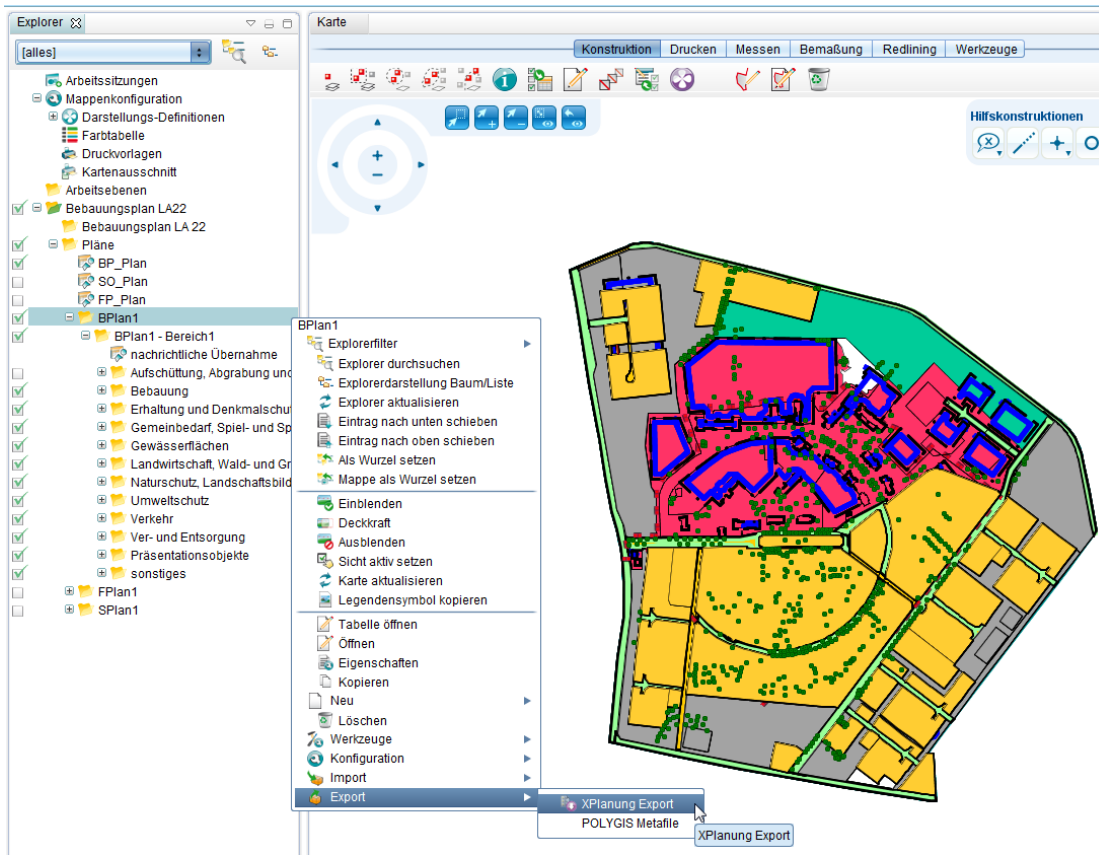 Explorer
[alles]
Arbeitssitzungen
Mappenkonfiguration
Darstellungs-Definitionen
Farbtabelle
Druckvorlagen
Kartenausschnitt
Arbeitsebenen
Bebauungsplan LA22
Bebauungsplan LA 22
Pläne
BP_Plan
SO_Plan
FP_Plan
BPlan1
BPlan1 - Bereich1
nachrichtliche Übernahme
Aufschüttung, Abgrabung und
Bebauung
Erhaltung und Denkmalschut
Gemeinbedarf, Spiel- und Sp
Gewässerflächen
Landwirtschaft, Wald- und Gr
Naturschutz, Landschaftsbild
Umweltschutz
Verkehr
Ver- und Entsorgung
Präsentationsobjekte
sonstiges
FPlan1
SPlan1
Karte
Konstruktion Drucken Messen Bemaßung Redlining Werkzeuge
Hilfskonstruktionen
BPlan1
Explorerfilter
Explorer durchsuchen
Explorerdarstellung Baum/Liste
Explorer aktualisieren
Eintrag nach unten schieben
Eintrag nach oben schieben
Als Wurzel setzen
Mappe als Wurzel setzen
Einblenden
Deckkraft
Ausblenden
Sicht aktiv setzen
Karte aktualisieren
Legendensymbol kopieren
Tabelle öffnen
Öffnen
Eigenschaften
Kopieren
Neu
Löschen
Werkzeuge
Konfiguration
Import
Export
XPlanung Export
POLYGIS Metafile
XPlanung Export